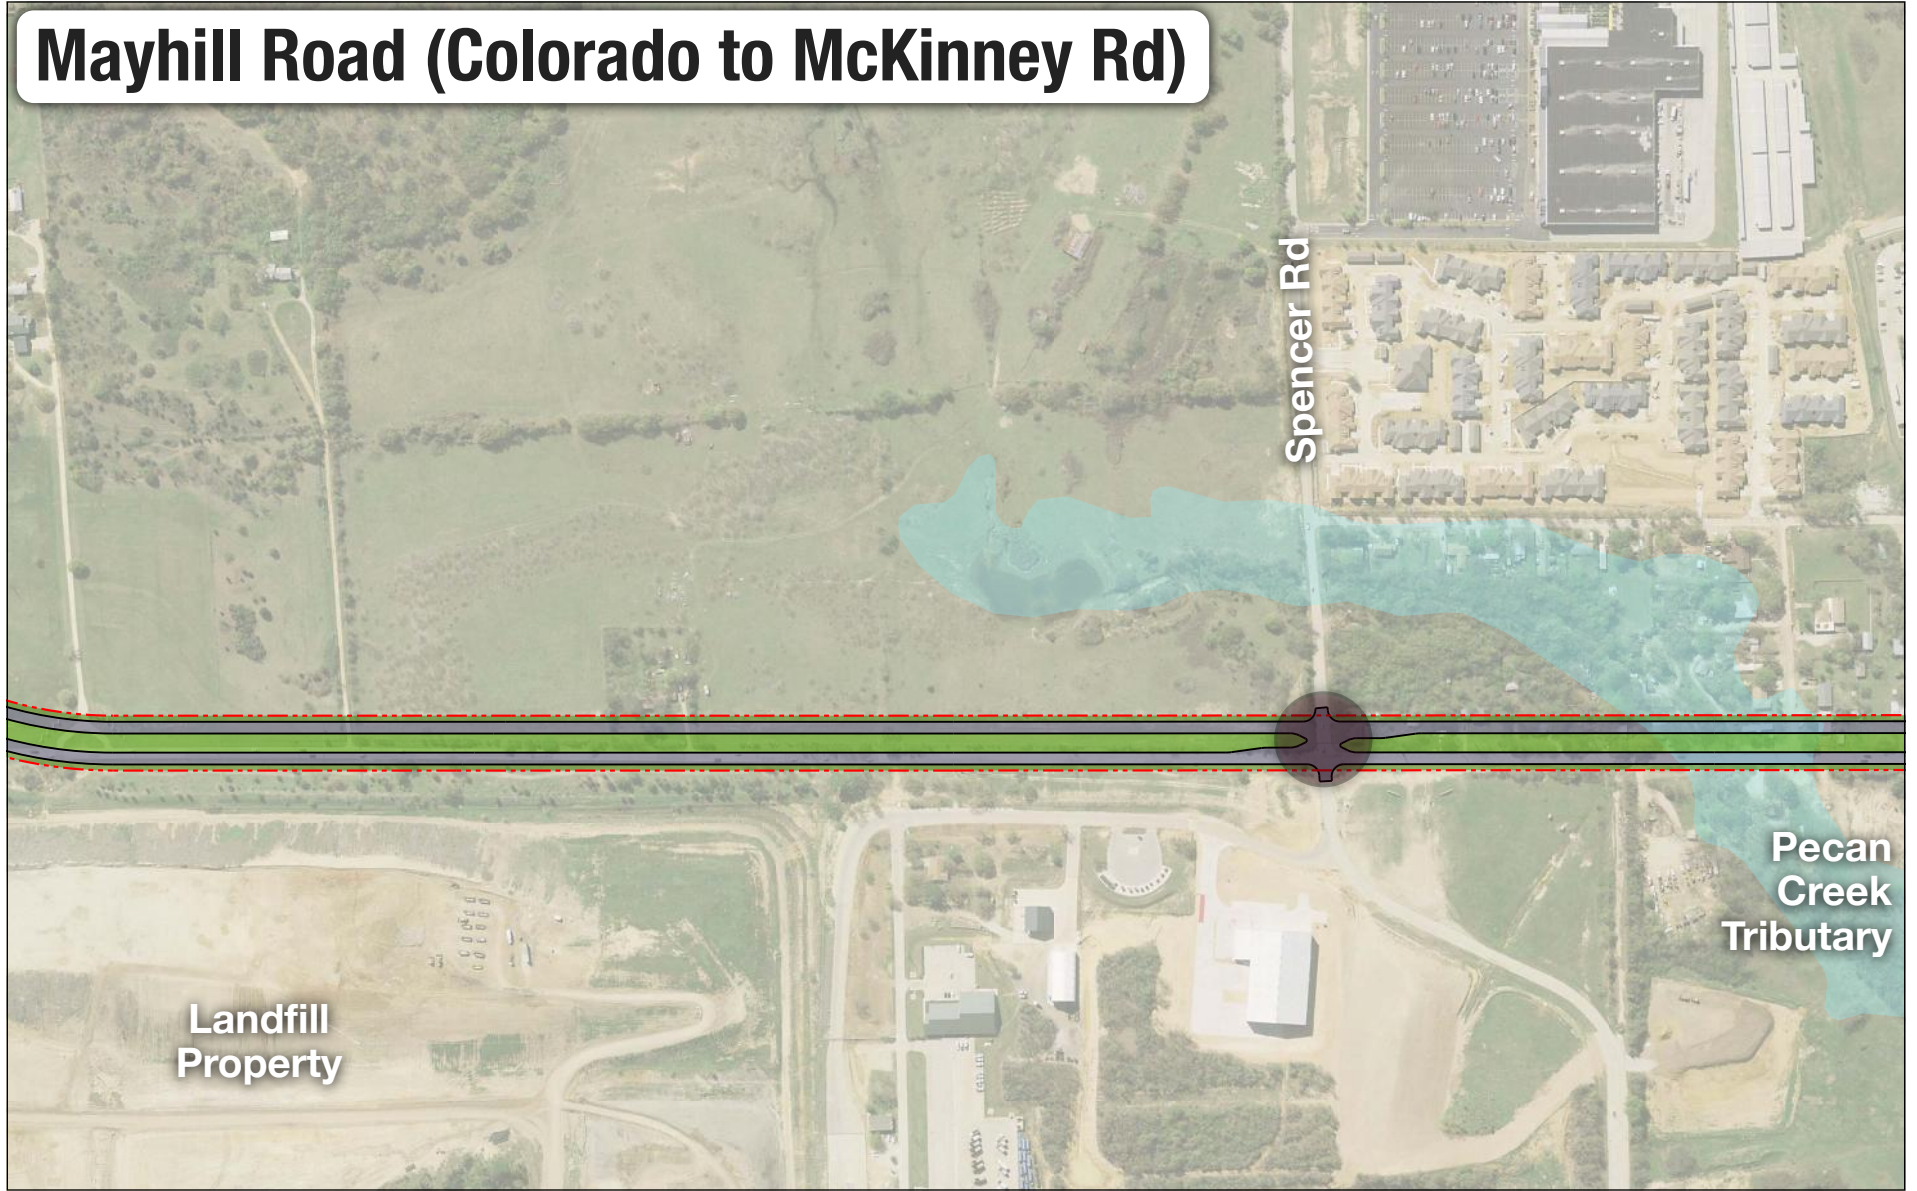 Mayhill Road (Colorado to McKinney Rd)
Spencer Rd
Pecan
Creek
Tributary
Landfill
Property